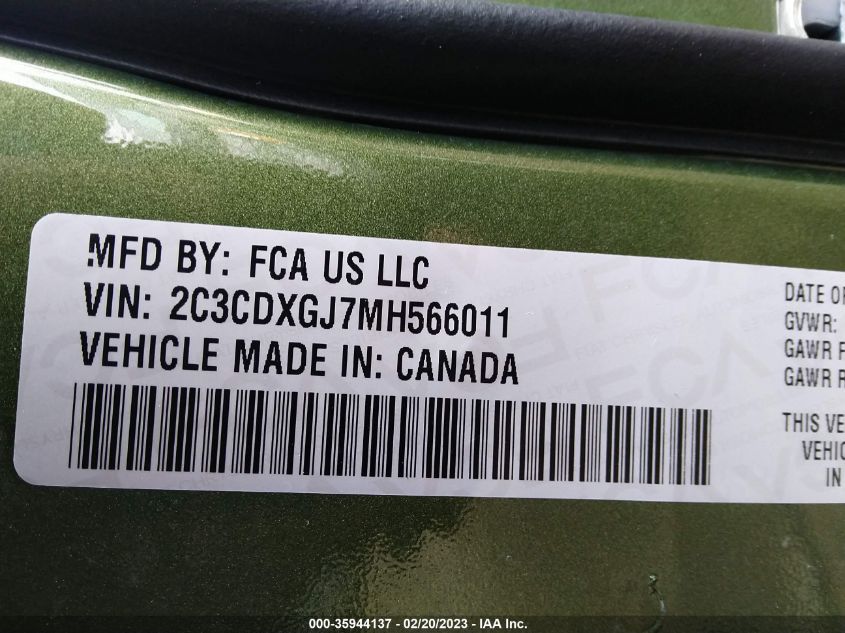 MFD BY: FCA US LLC
VIN: 2C3CDXGJ7MH566011
VEHICLE MADE IN: CANADA
DATE OF
GVWR:
GAWR F
GAWR R
THIS VE
VEHIC
IN
000-35944137 - 02/20/2023 - IAA Inc.